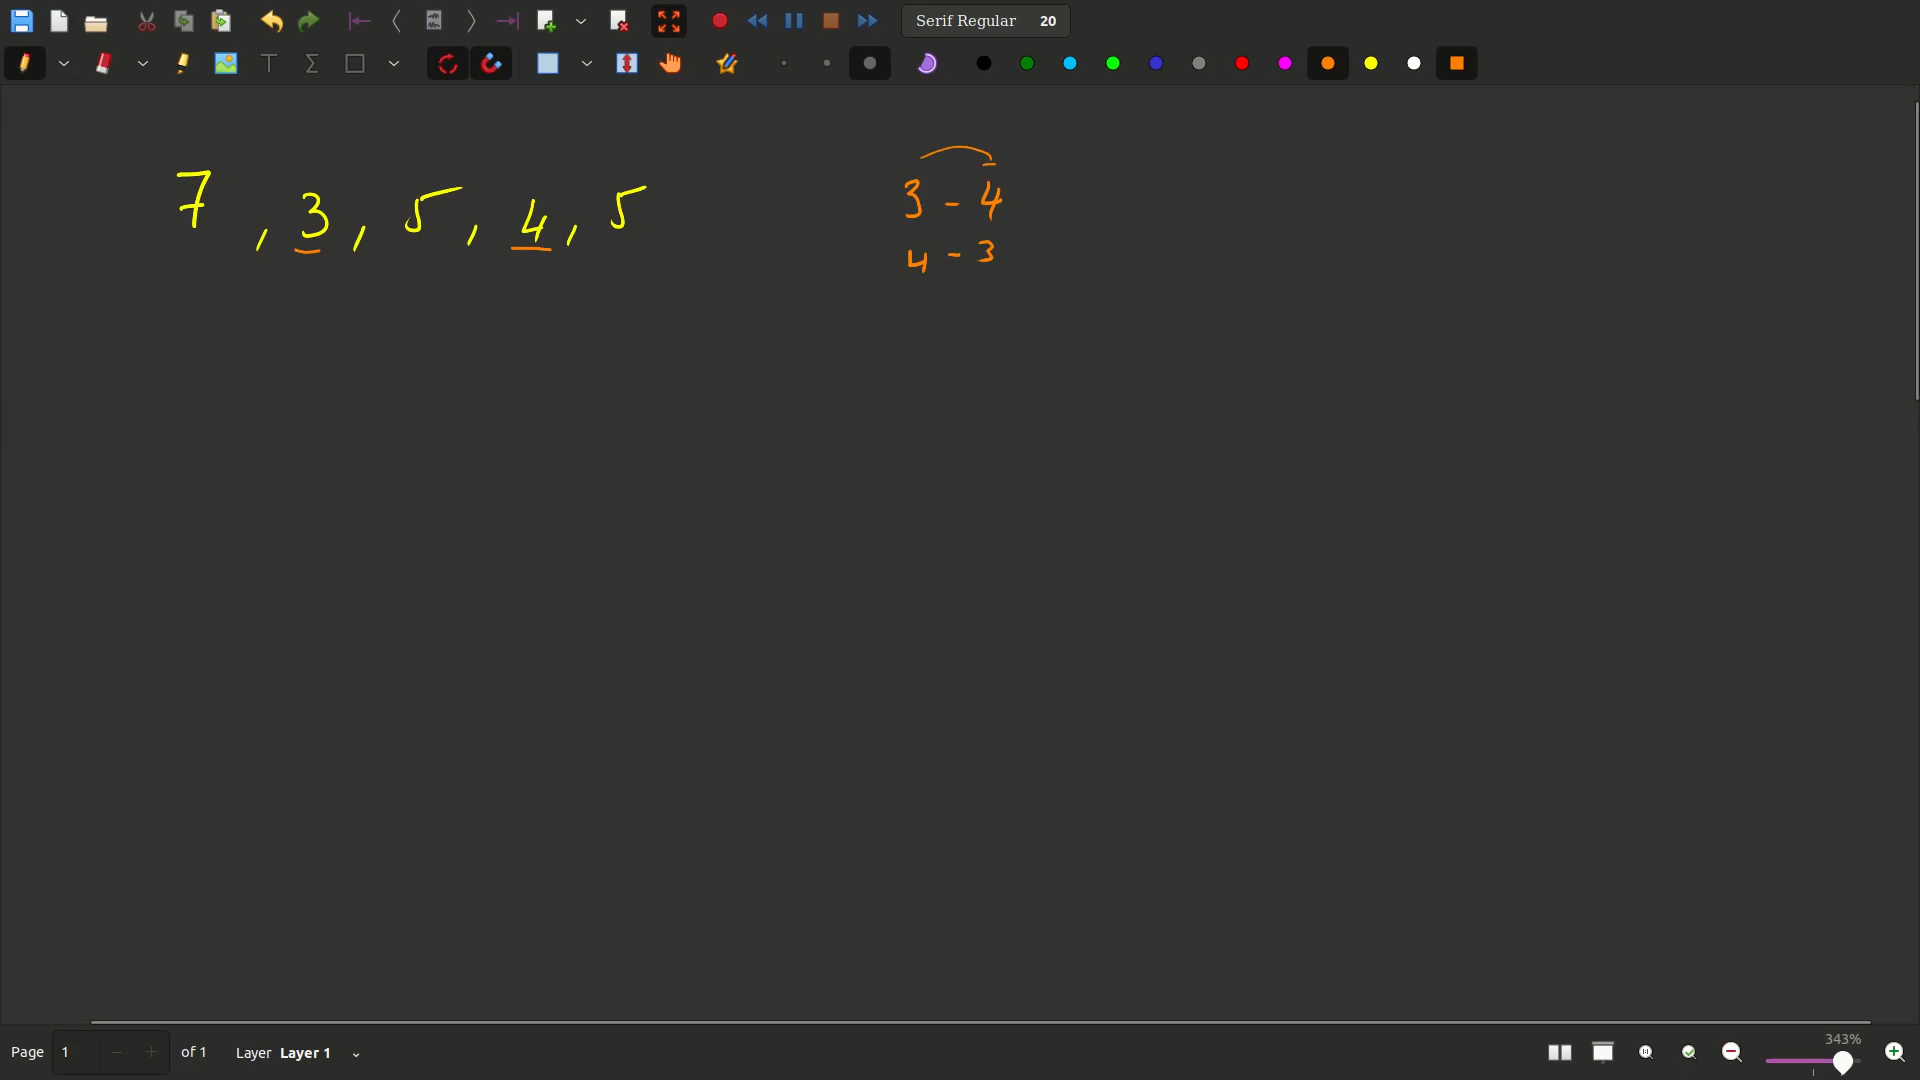 Serif Regular 20
7, 3, 5, 4, 5
3 - 4
4 - 3
343%
Page 1 of 1 Layer Layer 1